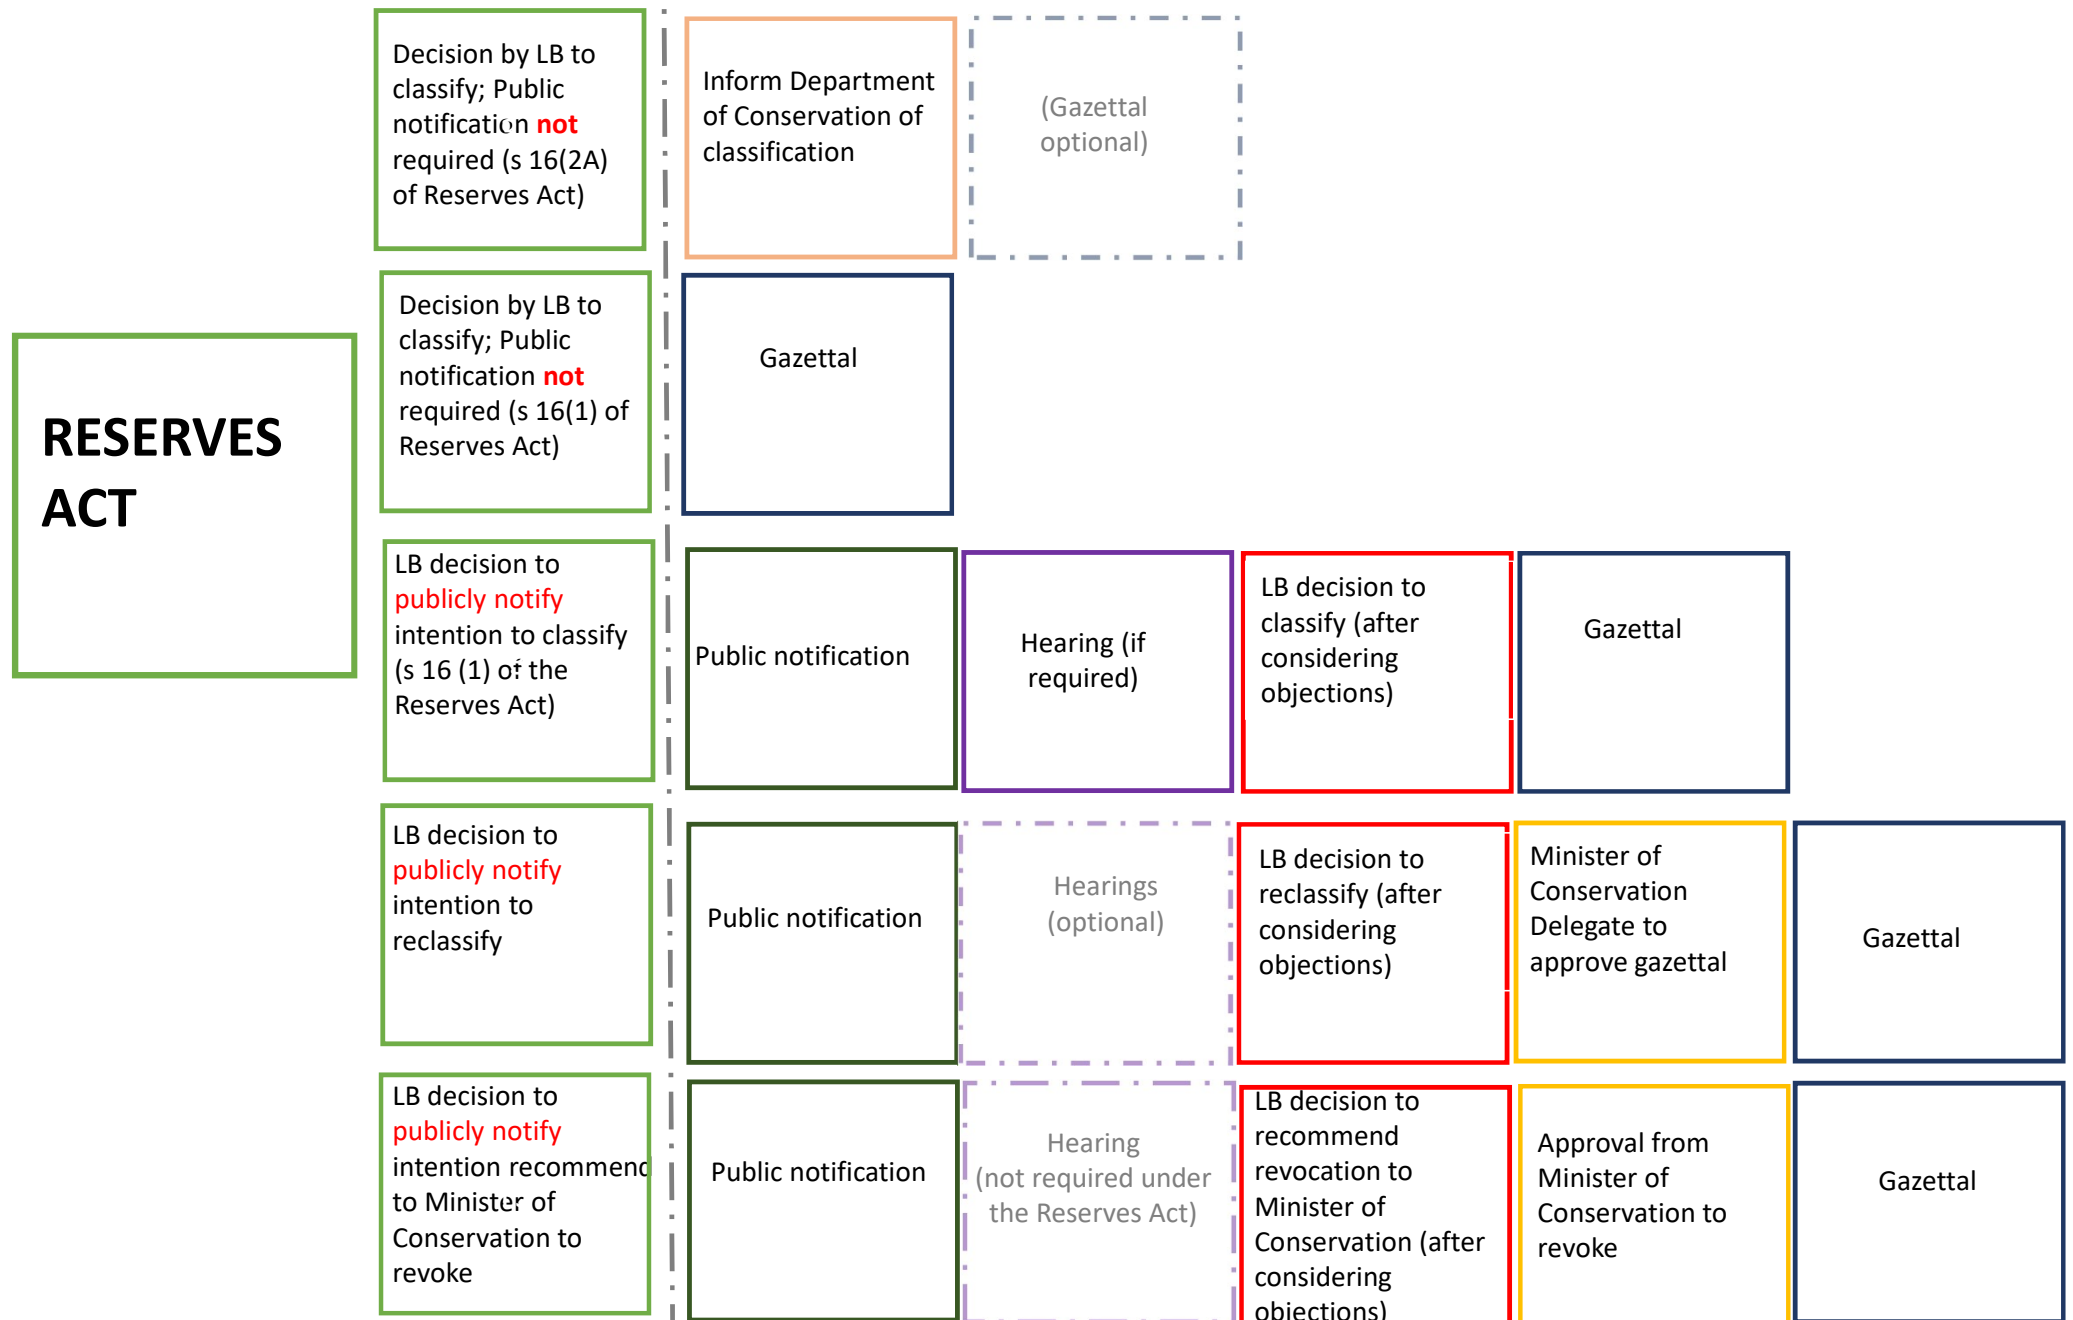 Decision by LB to
classify; Public
notification not
required (s 16(2A)
of Reserves Act)
Inform Department
of Conservation of
classification
(Gazettal
optional)
Decision by LB to
classify; Public
notification not
required (s 16(1) of
Reserves Act)
Gazettal
RESERVES
ACT
LB decision to
publicly notify
intention to classify
(s 16 (1) of the
Reserves Act)
Public notification
Hearing (if
required)
LB decision to
classify (after
considering
objections)
Gazettal
LB decision to
publicly notify
intention to
reclassify
Public notification
Hearings
(optional)
LB decision to
reclassify (after
considering
objections)
Minister of
Conservation
Delegate to
approve gazettal
Gazettal
LB decision to
publicly notify
intention recommend
to Minister of
Conservation to
revoke
Public notification
Hearing
(not required under
the Reserves Act)
LB decision to
recommend
revocation to
Minister of
Conservation (after
considering
objections)
Approval from
Minister of
Conservation to
revoke
Gazettal